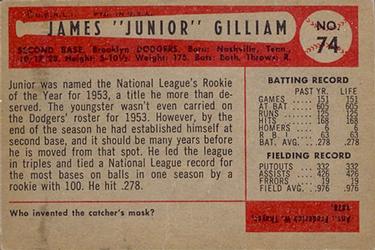 JAMES "JUNIOR" GILLIAM
NO.
74
SECOND BASE, Brooklyn DODGERS. Born: Nashville, Tenn.,
10-17-28. Height: 5-10½. Weight: Bats: Both, Throws: R.
Junior was named the National League's Rookie
of the Year for 1953, a title he more than de-
served. The youngster wasn't even carried on
the Dodgers' roster for 1953. However, by the
end of the season he had established himself at
second base, and it should be many years before
he is moved from that spot. He led the league
in triples and tied a National League record for
the most bases on balls in one season by a
rookie with 100. He hit .278.
Who invented the catcher's mask?
BATTING RECORD
PAST YR. LIFE
GAMES 151 151
AT BAT 605 605
RUNS 125 125
HITS 168 168
HOMERS 6 6
R. B. I. 63 63
BAT. AVG. .278 .278
FIELDING RECORD
PAST YR. LIFE
PUTOUTS 332 332
ASSISTS 426 426
ERRORS 19 19
FIELD AVG. .976 .976
Ans: Frederick W. Thayer,
1878.